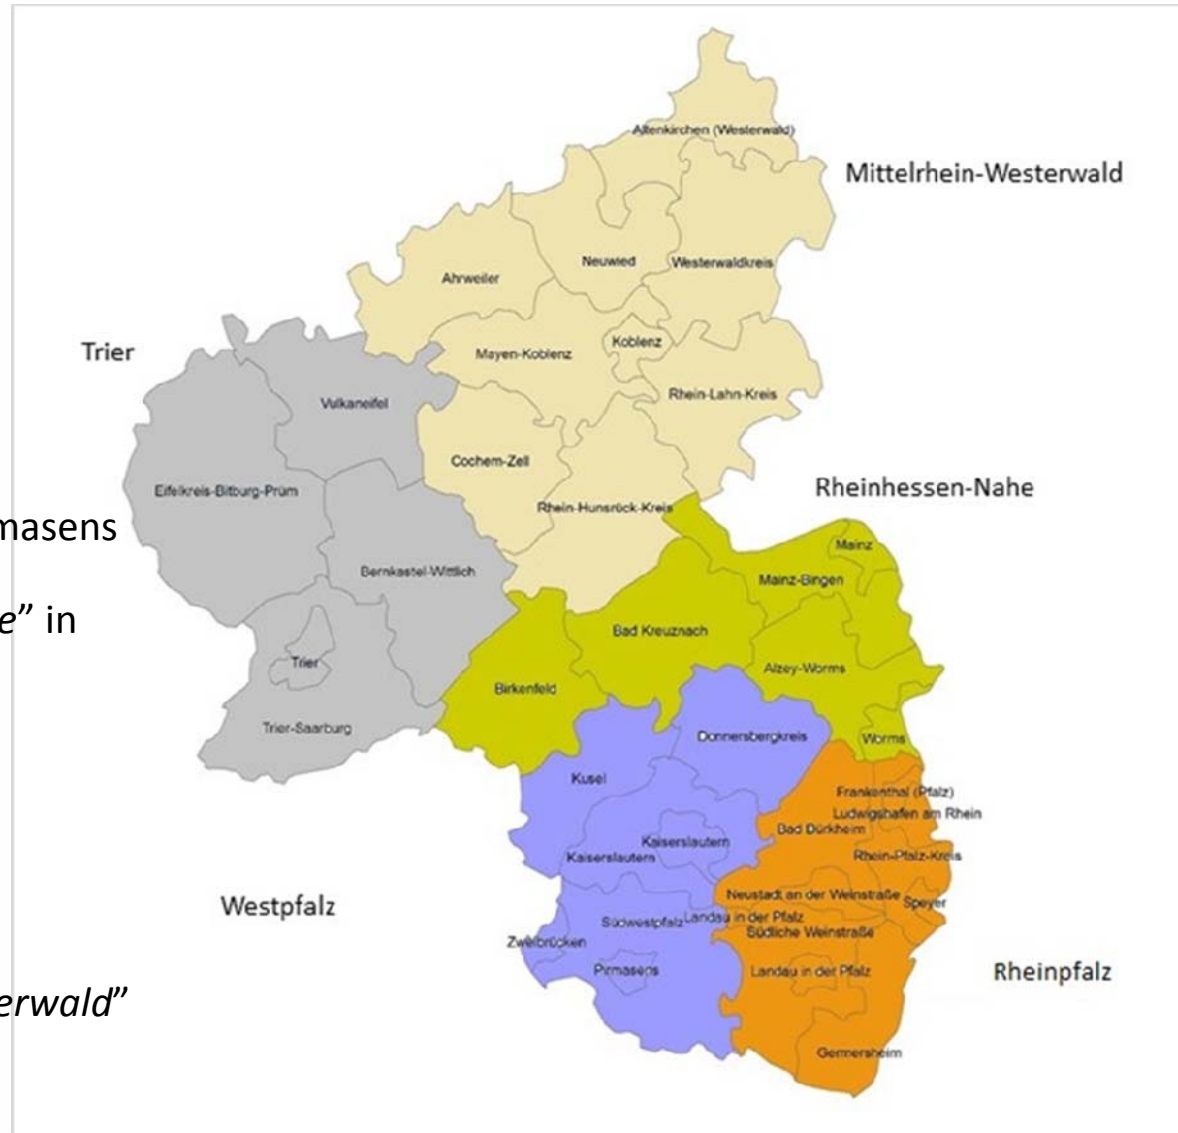 Altenkirchen (Westerwald)
Mittelrhein-Westerwald
Neuwied
Westerwaldkreis
Ahrweiler
Koblenz
Trier
Mayen-Koblenz
Rhein-Lahn-Kreis
Vulkaneifel
Cochem-Zell
Rheinhessen-Nahe
Eifelkreis-Bitburg-Prüm
Rhein-Hunsrück-Kreis
masens
Mainz
Bernkastel-Wittlich
Mainz-Bingen
e” in
Bad Kreuznach
Trier
Alzey-Worms
Birkenfeld
Trier-Saarburg
Donnersbergkreis
Worms
Kusel
Frankenthal (Pfalz)
Ludwigshafen am Rhein
Bad Dürkheim
Kaiserslautern
Kaiserslautern
Rhein-Pfalz-Kreis
Neustadt an der Weinstraße
Speyer
Westpfalz
Südwestpfalz
Landau in der Pfalz
Südliche Weinstraße
Zweibrücken
Pirmasens
Landau in der Pfalz
Rheinpfalz
erwald”
Germersheim